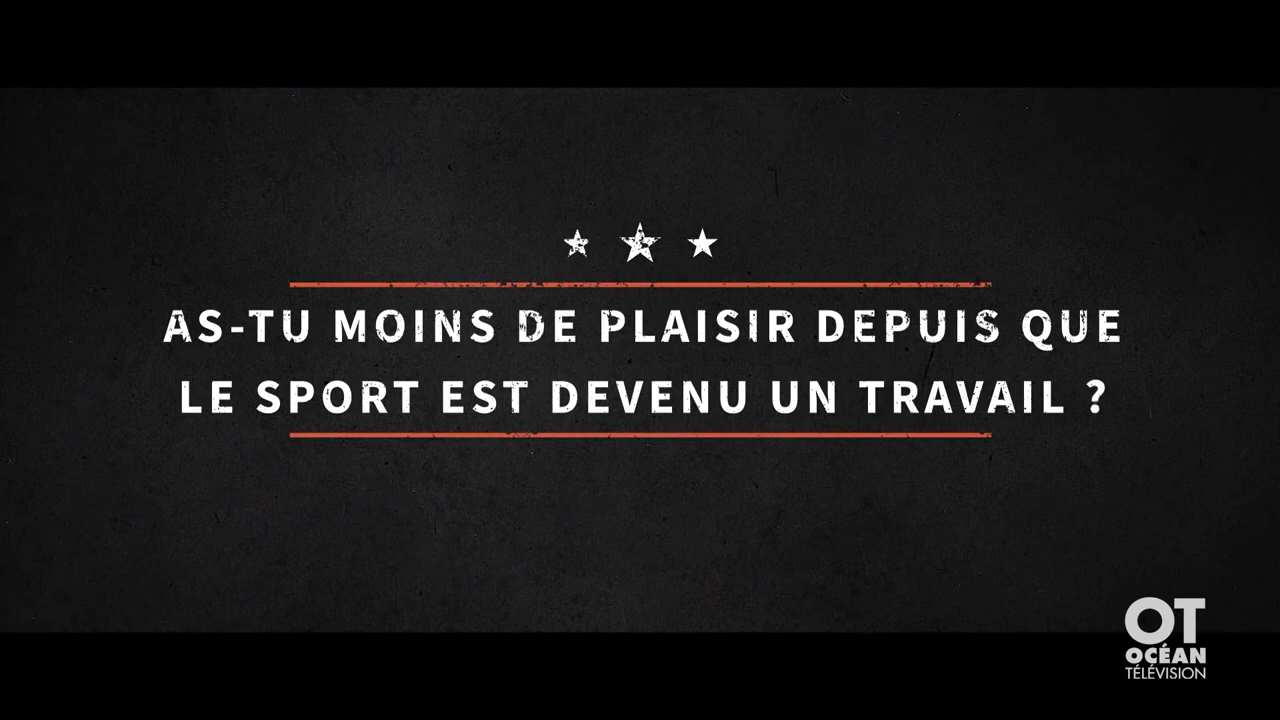 AS-TU MOINS DE PLAISIR DEPUIS QUE
LE SPORT EST DEVENU UN TRAVAIL ?
OT
OCÉAN
TÉLÉVISION